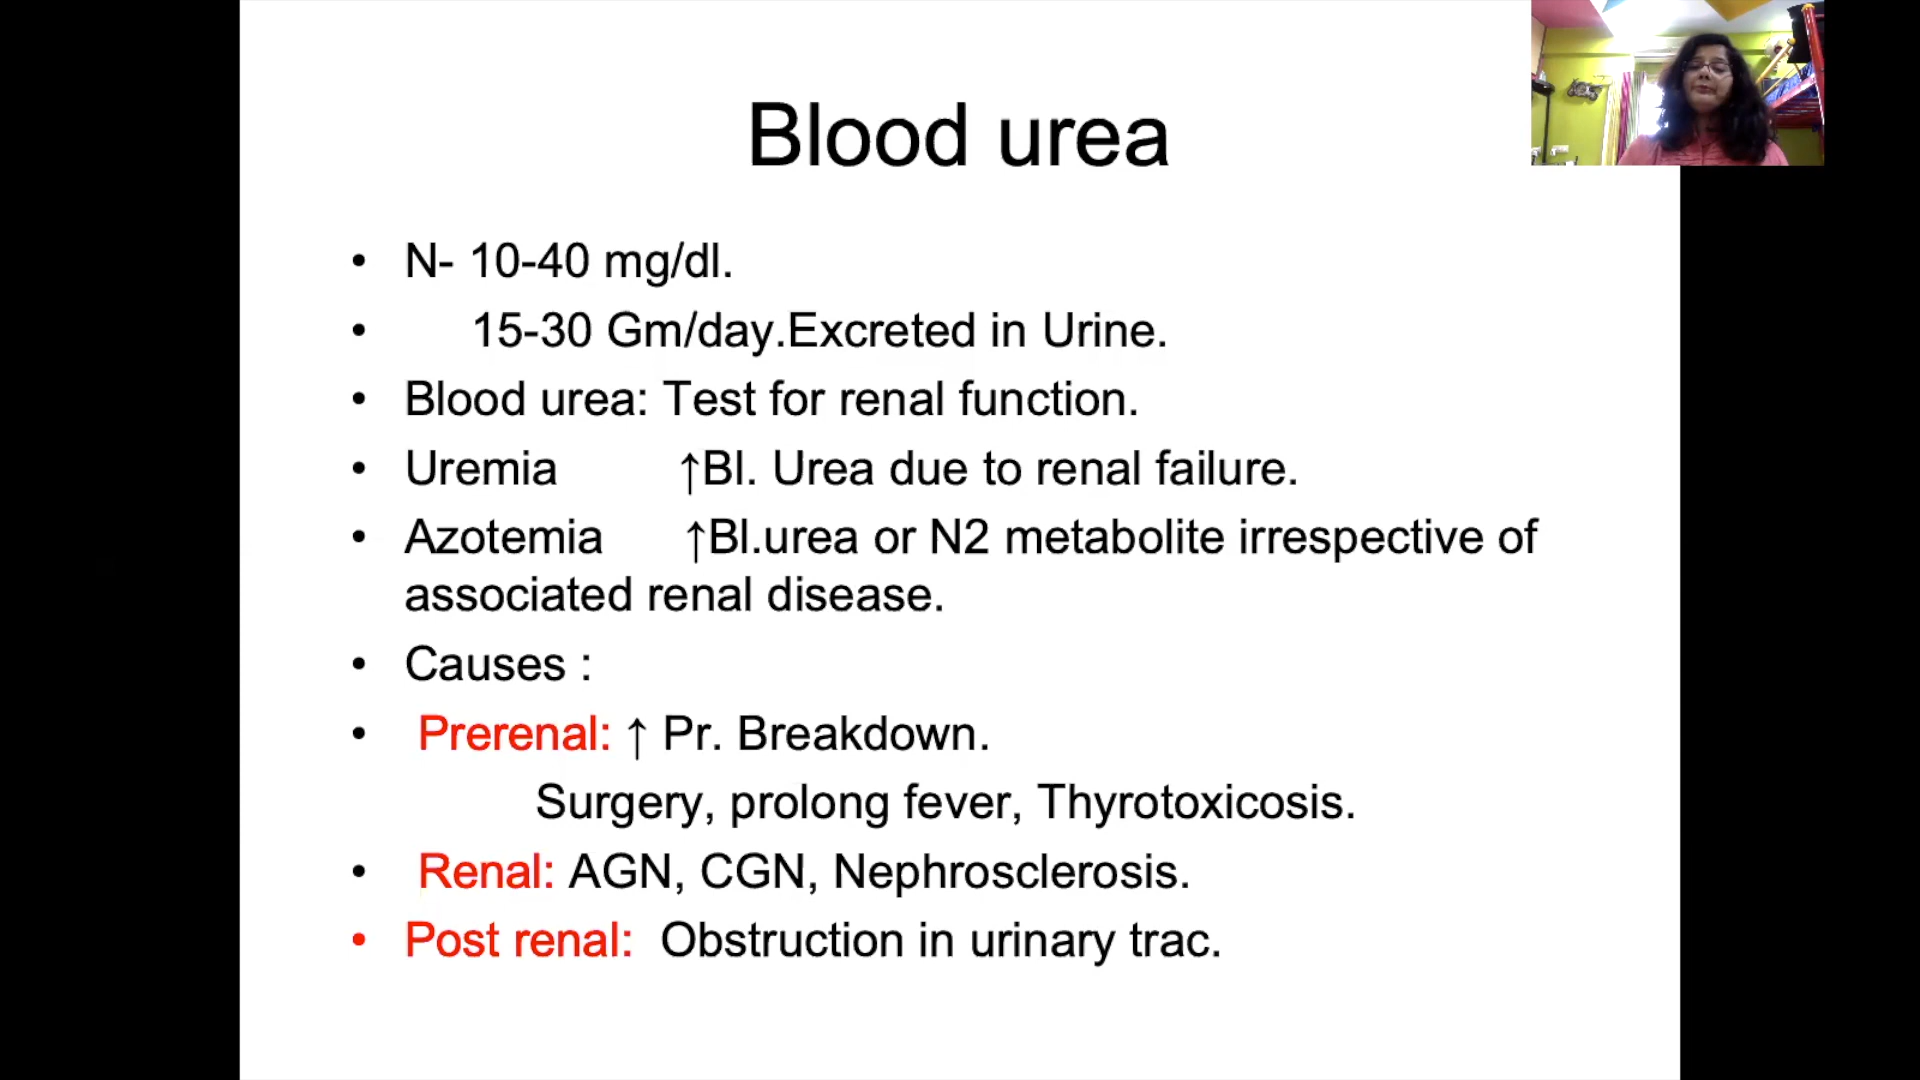 Blood urea
• N- 10-40 mg/dl.
• 15-30 Gm/day.Excreted in Urine.
• Blood urea: Test for renal function.
• Uremia ↑Bl. Urea due to renal failure.
• Azotemia ↑Bl.urea or N2 metabolite irrespective of
associated renal disease.
• Causes :
• Prerenal: ↑ Pr. Breakdown.
Surgery, prolong fever, Thyrotoxicosis.
• Renal: AGN, CGN, Nephrosclerosis.
• Post renal: Obstruction in urinary trac.